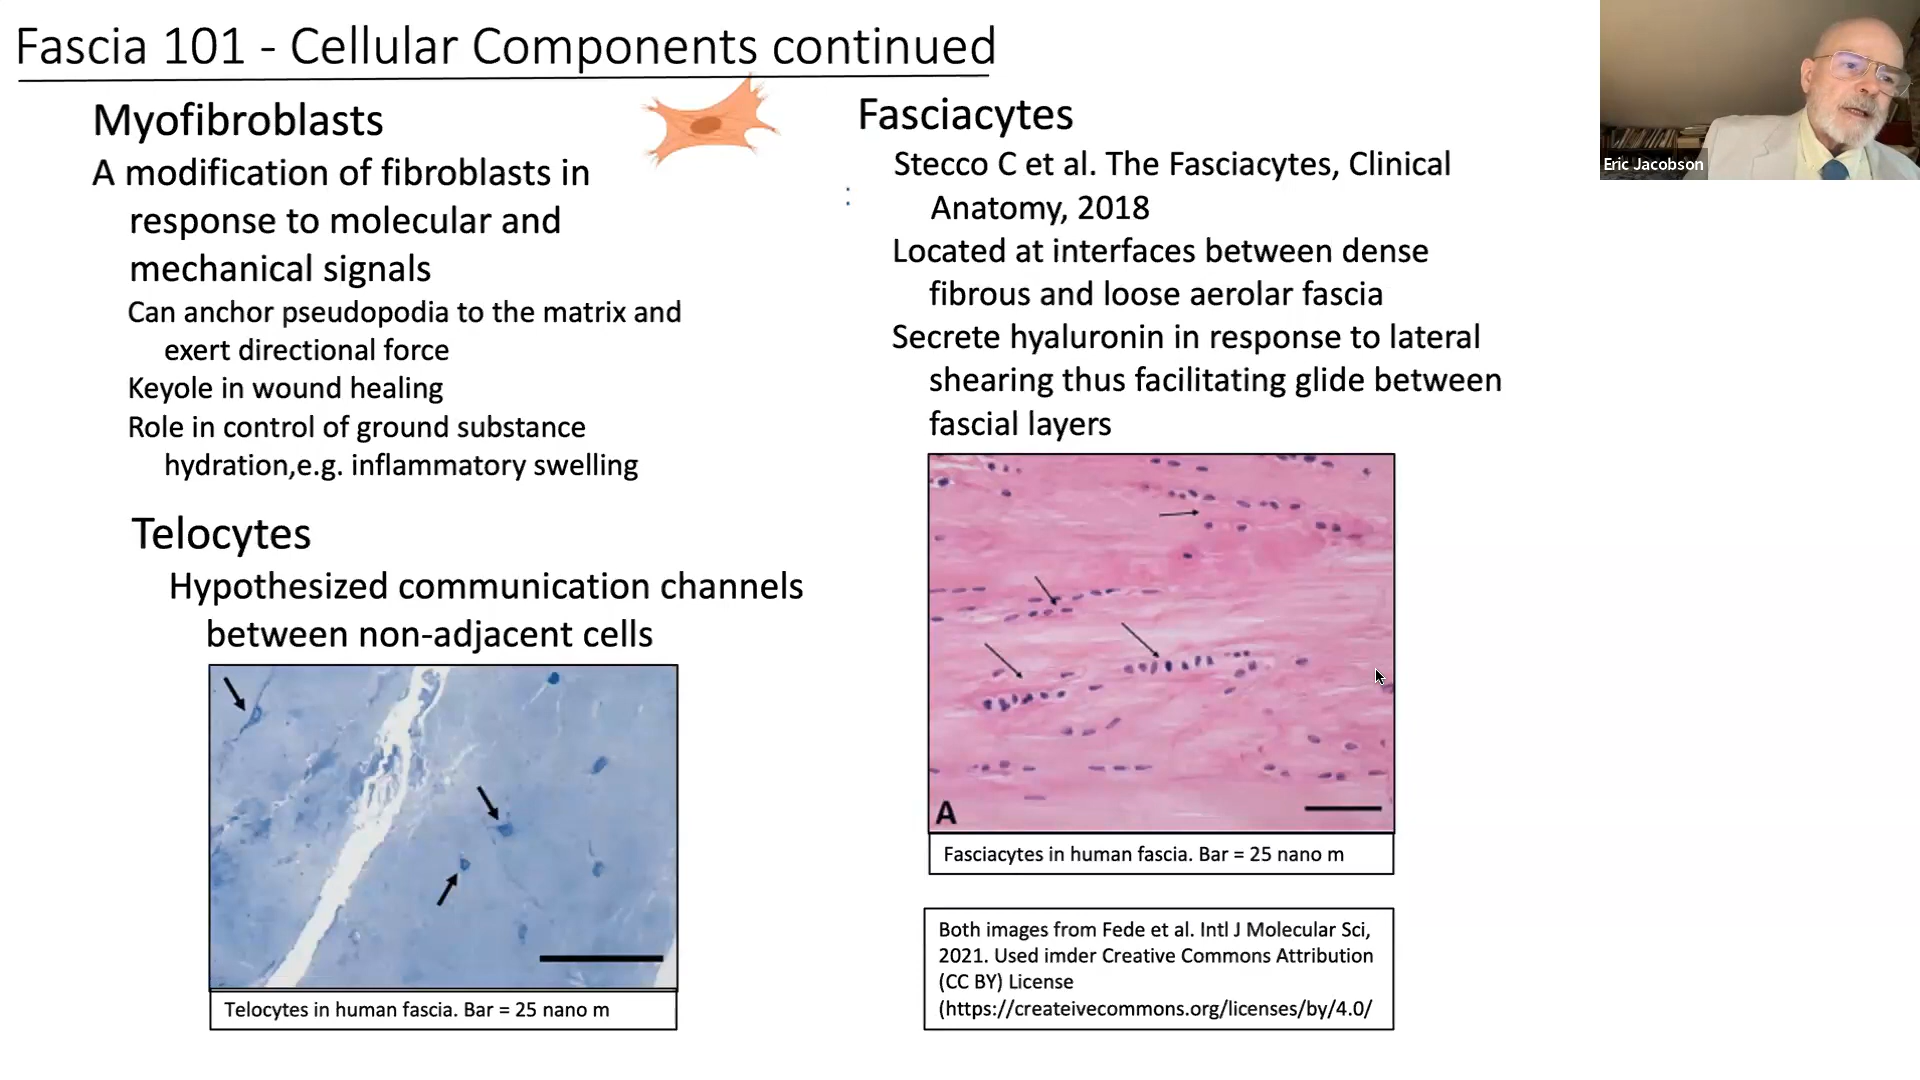 Fascia 101 - Cellular Components continued
Myofibroblasts
A modification of fibroblasts in
response to molecular and
mechanical signals
Can anchor pseudopodia to the matrix and
exert directional force
Keyole in wound healing
Role in control of ground substance
hydration,e.g. inflammatory swelling
Telocytes
Hypothesized communication channels
between non-adjacent cells
Telocytes in human fascia. Bar = 25 nano m
:
Fasciacytes
Stecco C et al. The Fasciacytes, Clinical
Anatomy, 2018
Located at interfaces between dense
fibrous and loose aerolar fascia
Secrete hyaluronin in response to lateral
shearing thus facilitating glide between
fascial layers
A
Fasciacytes in human fascia. Bar = 25 nano m
Both images from Fede et al. Intl J Molecular Sci,
2021. Used imder Creative Commons Attribution
(CC BY) License
(https://createivecommons.org/licenses/by/4.0/
Eric Jacobson